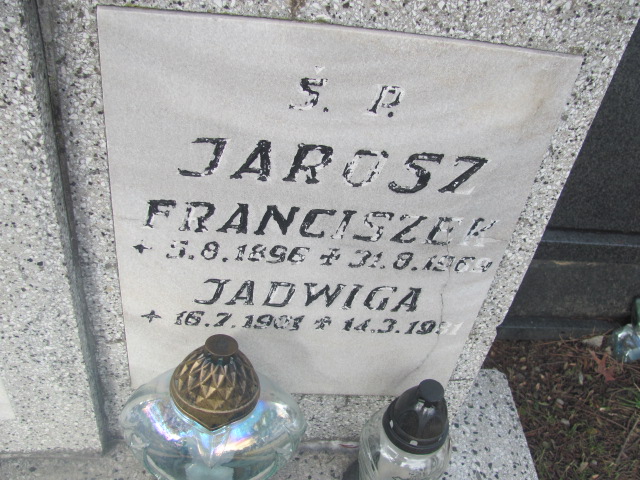 Ś. P.
JAROSZ
FRANCISZEK
* 5.8.1896 ✝ 31.8.1969
JADWIGA
* 16.7.1901 ✝ 14.3.1981